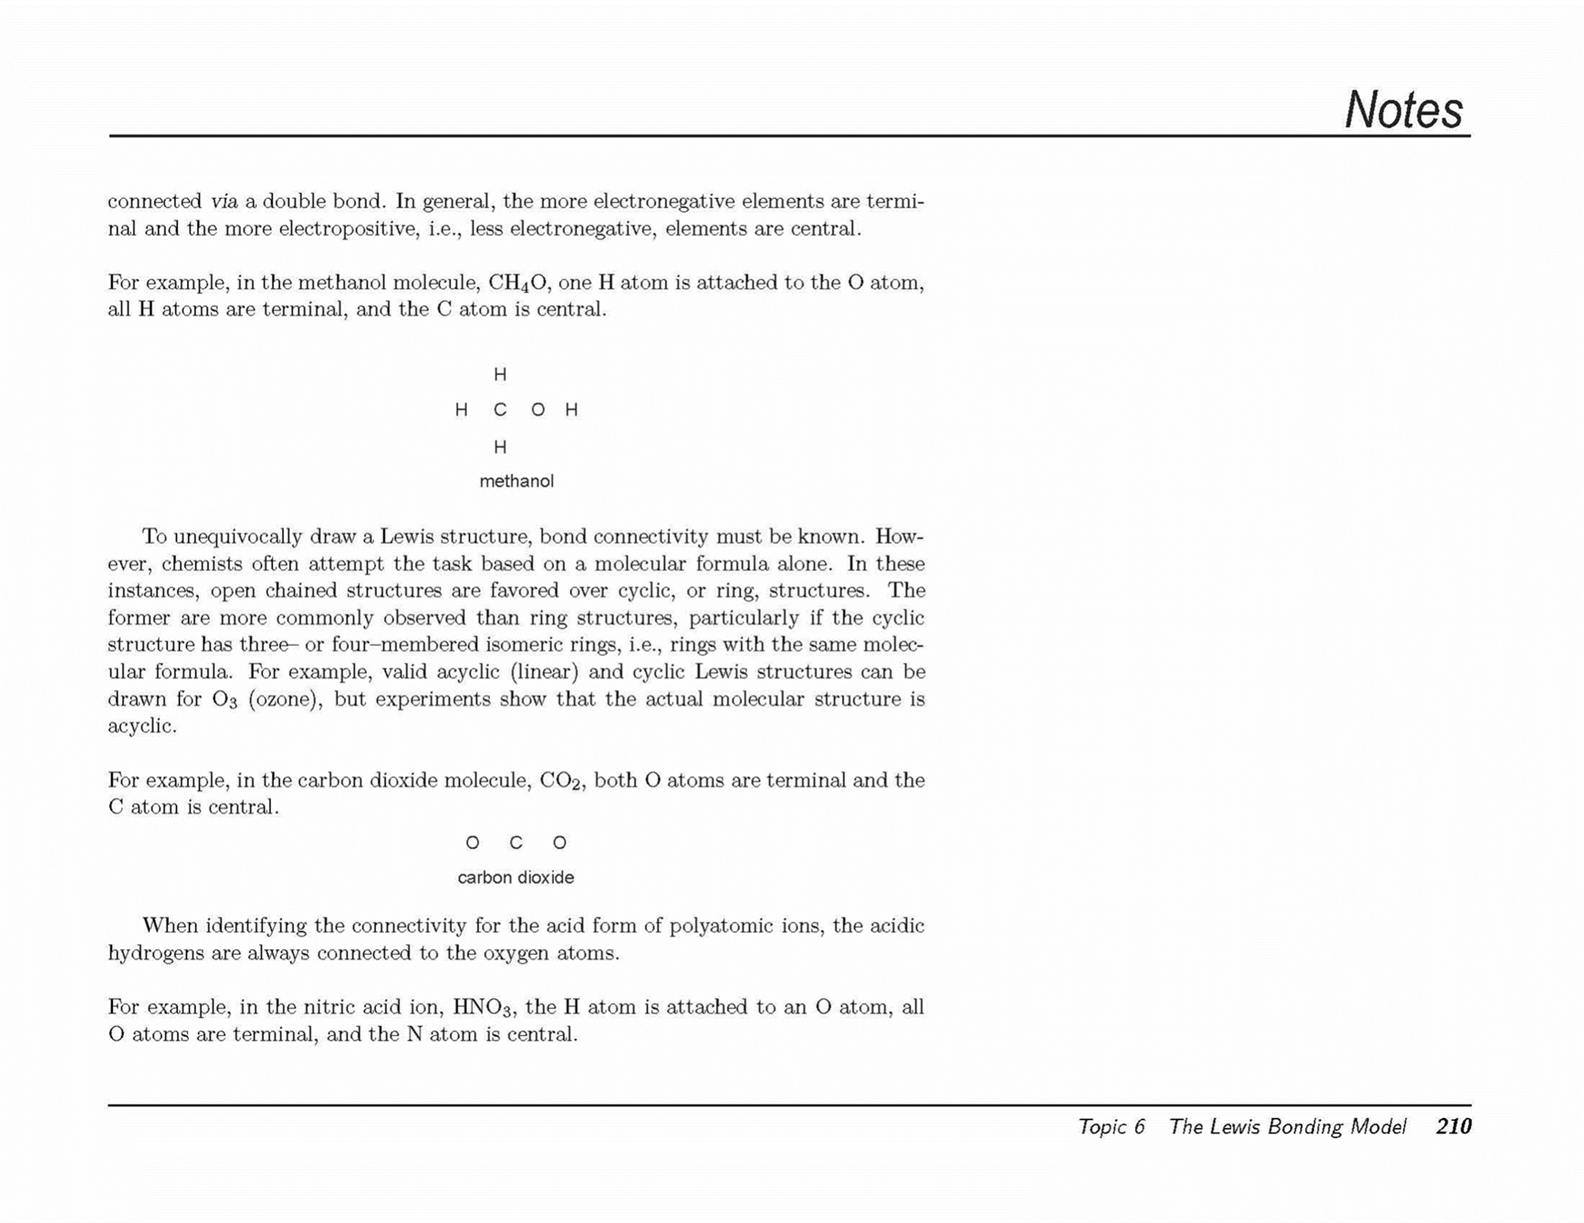 Notes
connected via a double bond. In general, the more electronegative elements are termi-
nal and the more electropositive, i.e., less electronegative, elements are central.
For example, in the methanol molecule, CH₄O, one H atom is attached to the O atom,
all H atoms are terminal, and the C atom is central.
H
H C O H
H
methanol
To unequivocally draw a Lewis structure, bond connectivity must be known. How-
ever, chemists often attempt the task based on a molecular formula alone. In these
instances, open chained structures are favored over cyclic, or ring, structures. The
former are more commonly observed than ring structures, particularly if the cyclic
structure has three– or four–membered isomeric rings, i.e., rings with the same molec-
ular formula. For example, valid acyclic (linear) and cyclic Lewis structures can be
drawn for O₃ (ozone), but experiments show that the actual molecular structure is
acyclic.
For example, in the carbon dioxide molecule, CO₂, both O atoms are terminal and the
C atom is central.
O C O
carbon dioxide
When identifying the connectivity for the acid form of polyatomic ions, the acidic
hydrogens are always connected to the oxygen atoms.
For example, in the nitric acid ion, HNO₃, the H atom is attached to an O atom, all
O atoms are terminal, and the N atom is central.
Topic 6 The Lewis Bonding Model 210